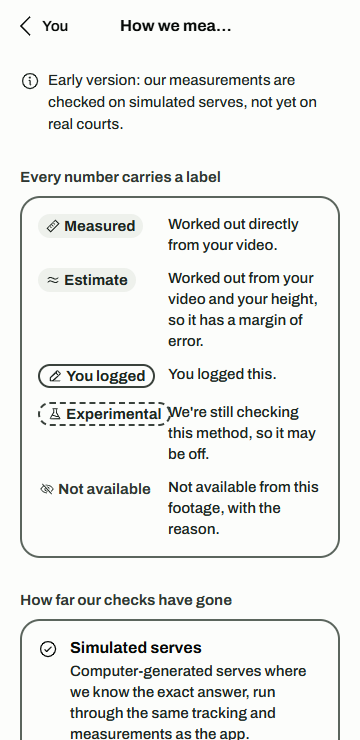 You
How we mea…
Early version: our measurements are
checked on simulated serves, not yet on
real courts.
Every number carries a label
Measured
Worked out directly
from your video.
Estimate
Worked out from your
video and your height,
so it has a margin of
error.
You logged
You logged this.
Experimental
We're still checking
this method, so it may
be off.
Not available
Not available from this
footage, with the
reason.
How far our checks have gone
Simulated serves
Computer-generated serves where
we know the exact answer, run
through the same tracking and
measurements as the app.